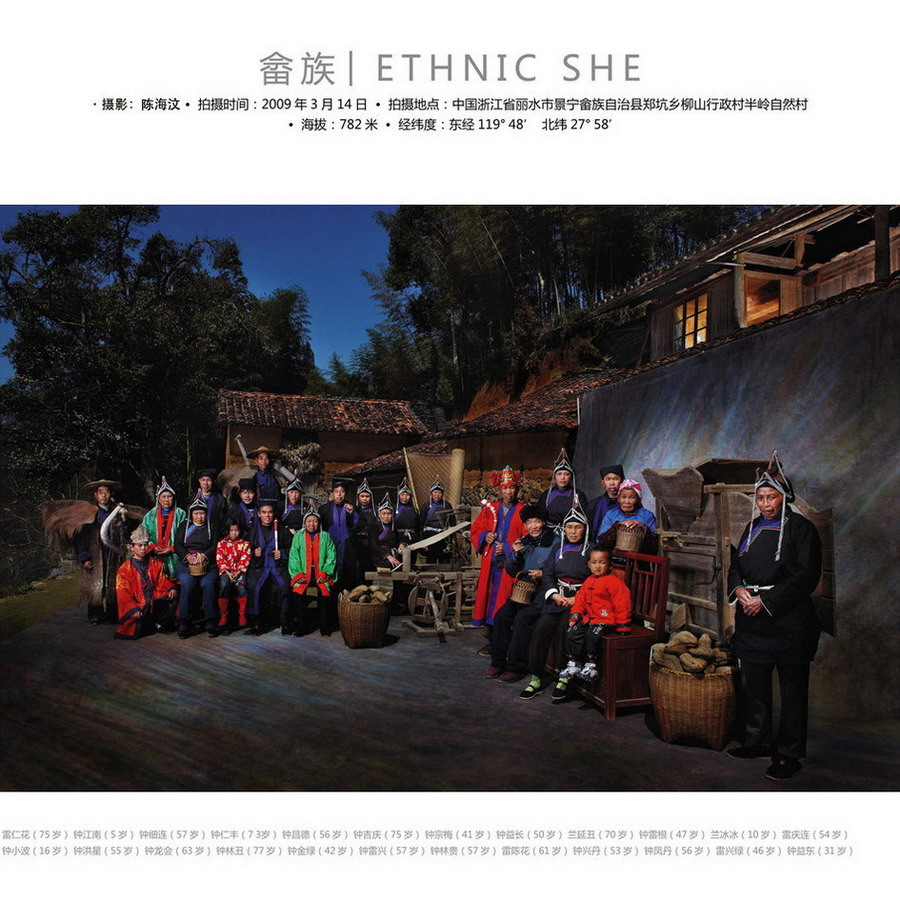 畲族| ETHNIC SHE
· 摄影: 陈海汶 • 拍摄时间：2009 年 3 月 14 日 • 拍摄地点：中国浙江省丽水市景宁畲族自治县郑坑乡柳山行政村半岭自然村
• 海拔：782 米 • 经纬度：东经 119° 48′ 北纬 27° 58′
雷仁花（75 岁）钟江南（5 岁）钟细连（57 岁）钟仁丰（7 3岁）钟昌德（56 岁）钟吉庆（75 岁）钟宗梅（41 岁）钟益长（50 岁）兰延丑（70 岁）钟雷根（47 岁）兰冰冰（10 岁）雷庆连（54 岁）
钟小波（16 岁）钟洪星（55 岁）钟龙会（63 岁）钟林丑（77 岁）钟金绿（42 岁）钟雷兴（57 岁）钟林贵（57 岁）雷陈花（61 岁）钟兴丹（53 岁）钟凤丹（56 岁）雷兴绿（46 岁）钟益东（31 岁）